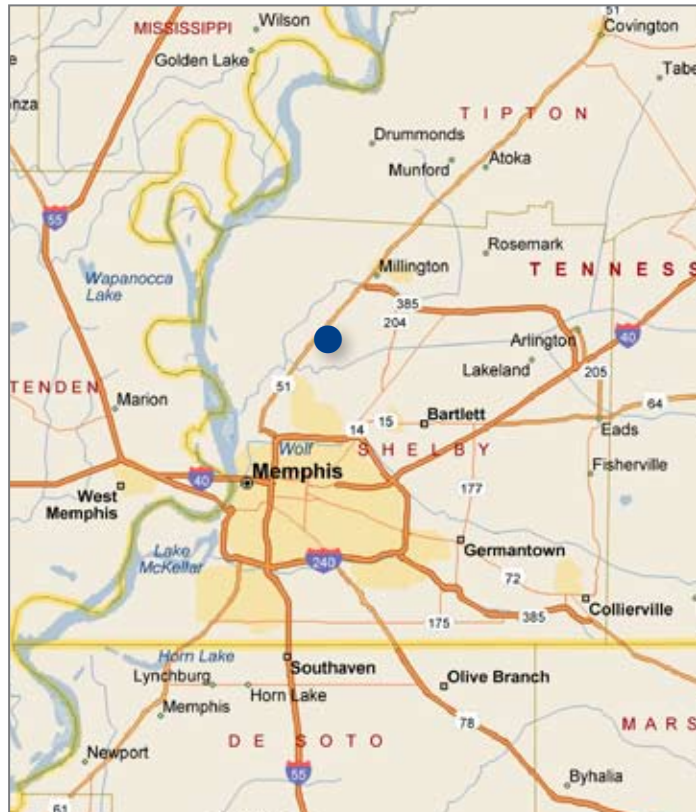 51
Wilson
Covington
MISSISSIPPI
Golden Lake
Tabe
nza
TIPTON
Drummonds
Munford
Atoka
55
Rosemark
Wapanocca
Lake
Millington
TENNESS
385
204
Arlington
40
Lakeland
205
TENDEN
51
Marion
64
15
Bartlett
14
Eads
Wolf
SHELBY
Memphis
Fisherville
40
West
Memphis
177
Lake
McKellar
Germantown
240
72
Collierville
175
385
Horn Lake
Southaven
Lynchburg
Horn Lake
Olive Branch
Memphis
78
MARS
DE SOTO
Newport
55
Byhalia
61